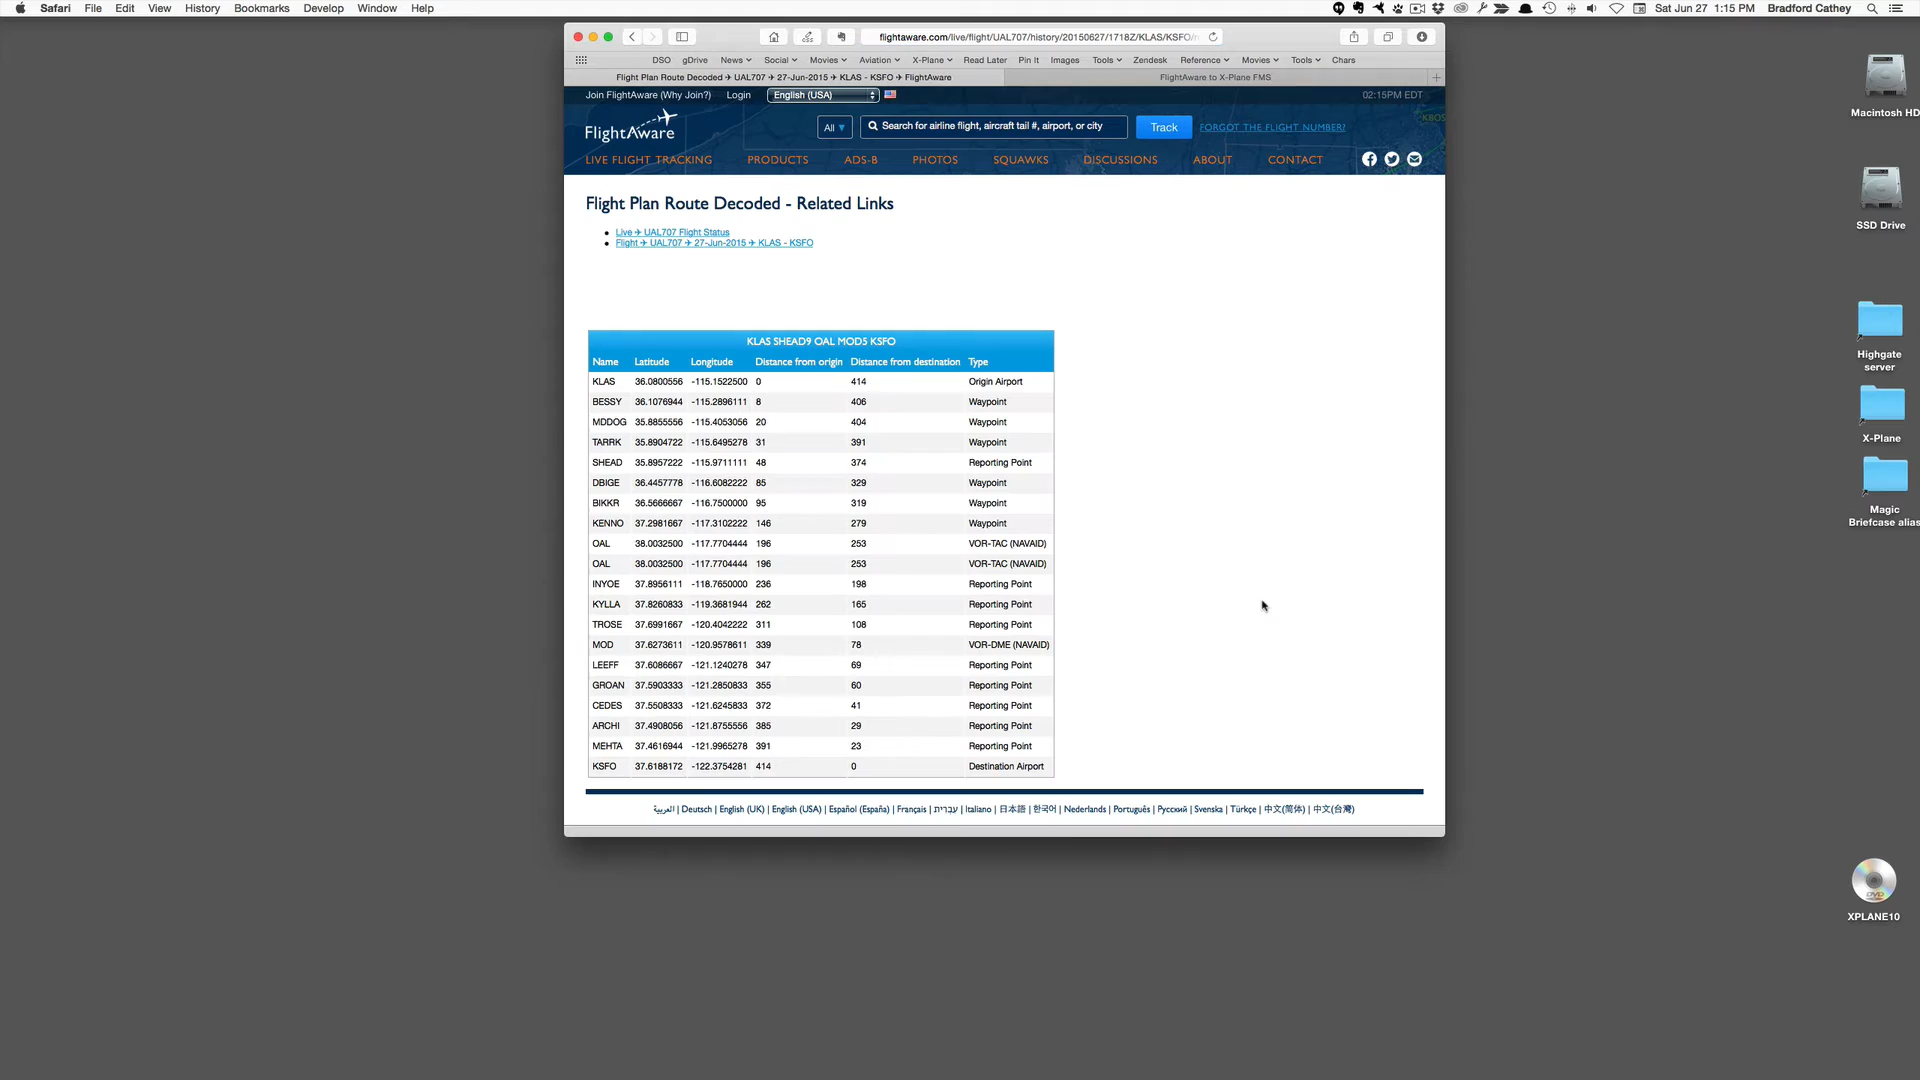 Safari File Edit View History Bookmarks Develop Window Help
Sat Jun 27 1:15 PM Bradford Cathey
flightaware.com/live/flight/UAL707/history/20150627/1718Z/KLAS/KSFO/
DSO gDrive News Social Movies Aviation X-Plane Read Later Pin It Images Tools Zendesk Reference Movies Tools Chars
Flight Plan Route Decoded ✈ UAL707 ✈ 27-Jun-2015 ✈ KLAS - KSFO ✈ FlightAware
FlightAware to X-Plane FMS
Join FlightAware (Why Join?) Login English (USA) 02:15PM EDT
FlightAware
All ▼ Search for airline flight, aircraft tail #, airport, or city Track FORGOT THE FLIGHT NUMBER?
KBOS
LIVE FLIGHT TRACKING PRODUCTS ADS-B PHOTOS SQUAWKS DISCUSSIONS ABOUT CONTACT
Flight Plan Route Decoded - Related Links
• Live ✈ UAL707 Flight Status
• Flight ✈ UAL707 ✈ 27-Jun-2015 ✈ KLAS - KSFO
KLAS SHEAD9 OAL MOD5 KSFO
Name Latitude Longitude Distance from origin Distance from destination Type
KLAS 36.0800556 -115.1522500 0 414 Origin Airport
BESSY 36.1076944 -115.2896111 8 406 Waypoint
MDDOG 35.8855556 -115.4053056 20 404 Waypoint
TARRK 35.8904722 -115.6495278 31 391 Waypoint
SHEAD 35.8957222 -115.9711111 48 374 Reporting Point
DBIGE 36.4457778 -116.6082222 85 329 Waypoint
BIKKR 36.5666667 -116.7500000 95 319 Waypoint
KENNO 37.2981667 -117.3102222 146 279 Waypoint
OAL 38.0032500 -117.7704444 196 253 VOR-TAC (NAVAID)
OAL 38.0032500 -117.7704444 196 253 VOR-TAC (NAVAID)
INYOE 37.8956111 -118.7650000 236 198 Reporting Point
KYLLA 37.8260833 -119.3681944 262 165 Reporting Point
TROSE 37.6991667 -120.4042222 311 108 Reporting Point
MOD 37.6273611 -120.9578611 339 78 VOR-DME (NAVAID)
LEEFF 37.6086667 -121.1240278 347 69 Reporting Point
GROAN 37.5903333 -121.2850833 355 60 Reporting Point
CEDES 37.5508333 -121.6245833 372 41 Reporting Point
ARCHI 37.4908056 -121.8755556 385 29 Reporting Point
MEHTA 37.4616944 -121.9965278 391 23 Reporting Point
KSFO 37.6188172 -122.3754281 414 0 Destination Airport
العربية | Deutsch | English (UK) | English (USA) | Español (España) | Français | עברית | Italiano | 日本語 | 한국어 | Nederlands | Português | Русский | Svenska | Türkçe | 中文(简体) | 中文(台灣)
Macintosh HD
SSD Drive
Highgate
server
X-Plane
Magic
Briefcase alias
DVD
XPLANE10